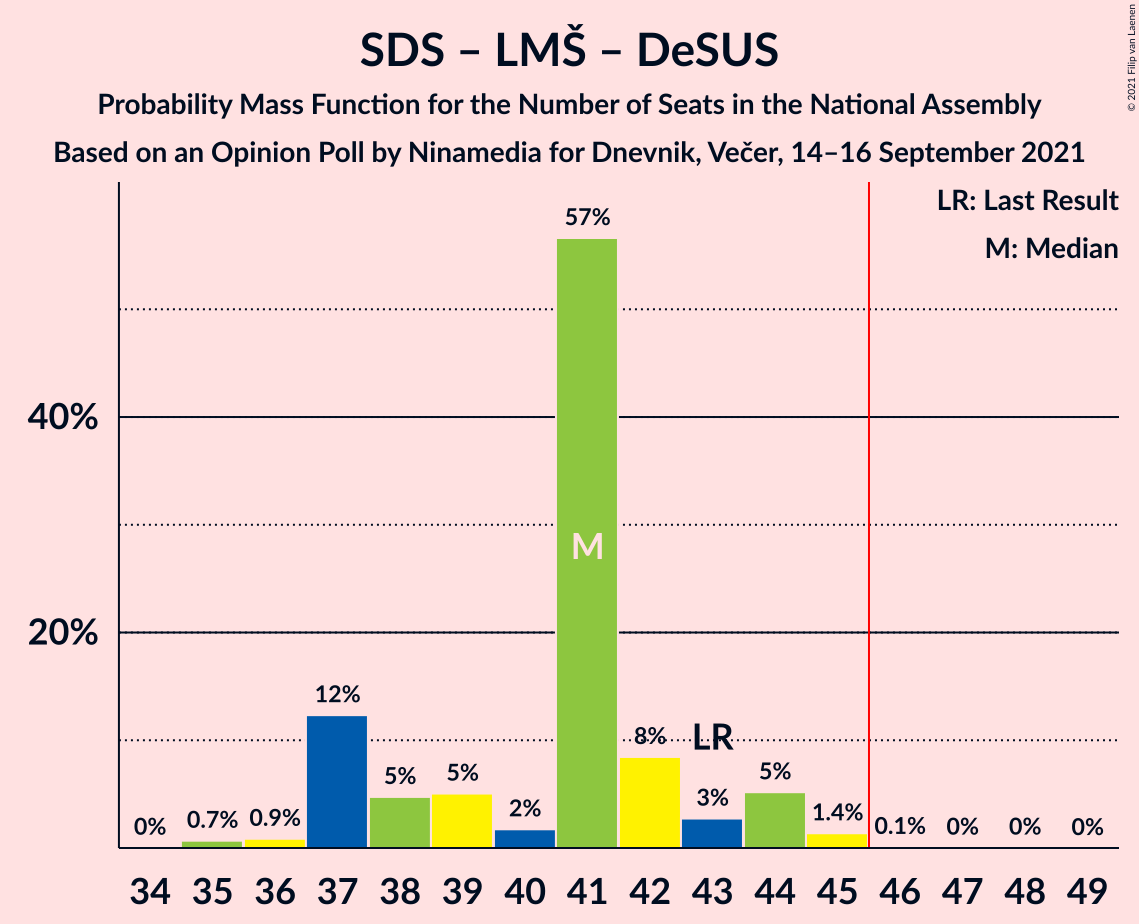 SDS – LMŠ – DeSUS
Probability Mass Function for the Number of Seats in the National Assembly
Based on an Opinion Poll by Ninamedia for Dnevnik, Večer, 14–16 September 2021
© 2021 Filip van Laenen
LR: Last Result
M: Median
57%
40%
M
20%
12%
8%
LR
5%
5%
5%
3%
2%
1.4%
0.9%
0.7%
0%
0.1%
0%
0%
0%
34 35 36 37 38 39 40 41 42 43 44 45 46 47 48 49